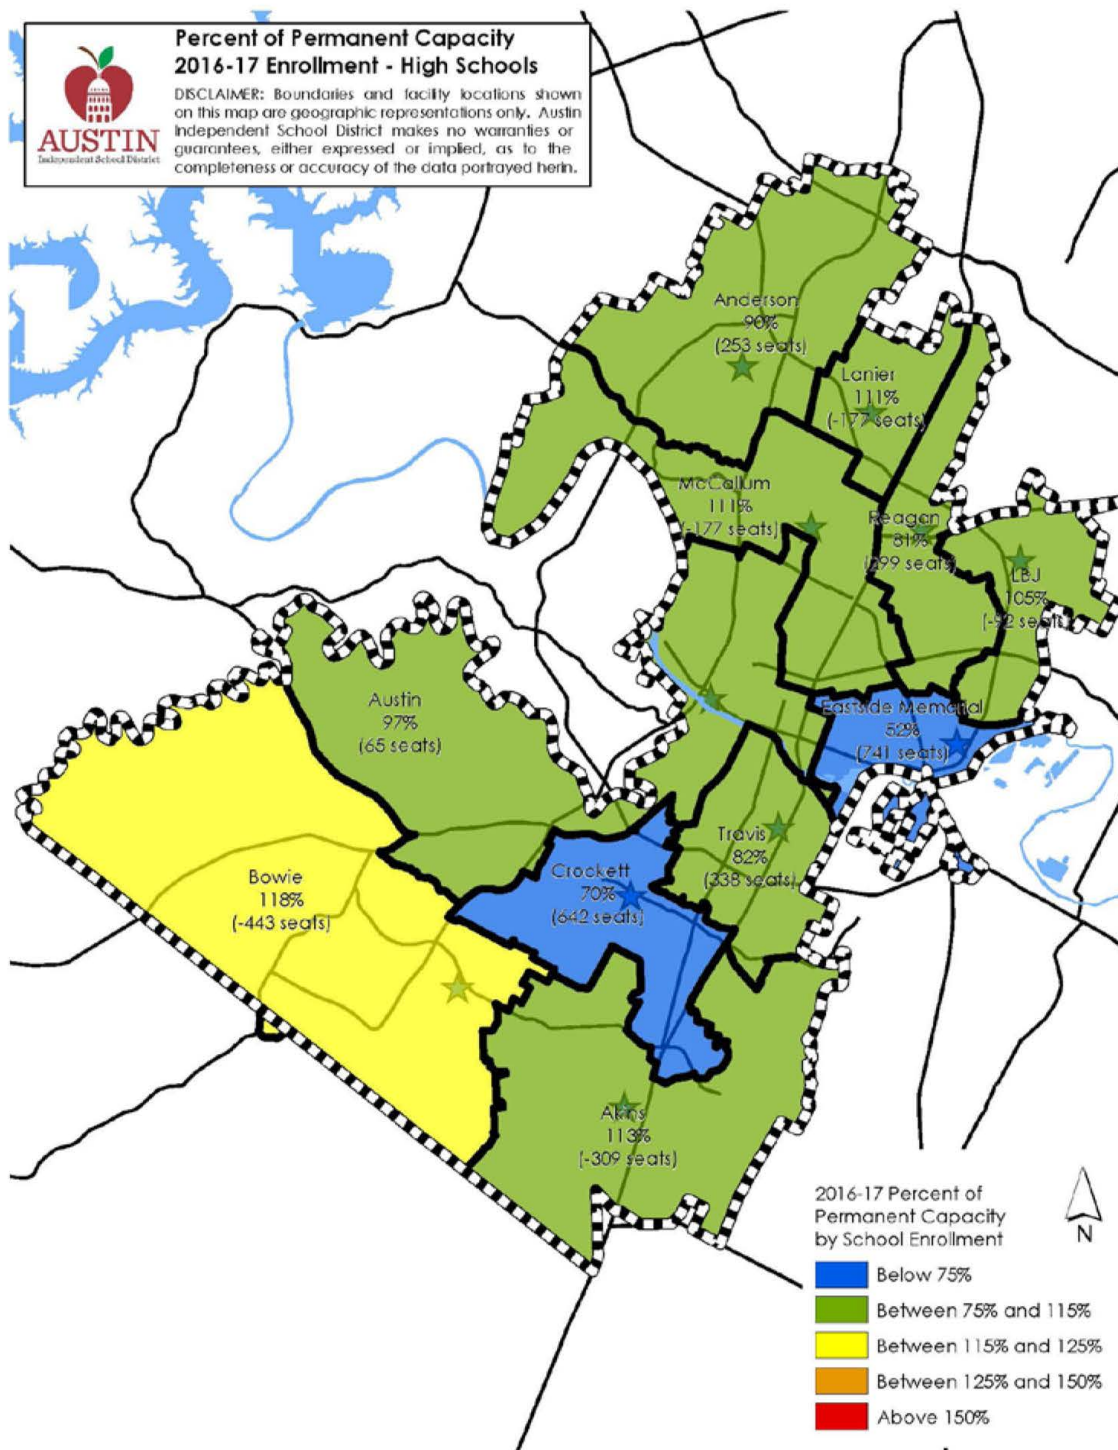 Percent of Permanent Capacity
2016-17 Enrollment - High Schools
DISCLAIMER: Boundaries and facility locations shown
on this map are geographic representations only. Austin
Independent School District makes no warranties or
guarantees, either expressed or implied, as to the
completeness or accuracy of the data portrayed herin.
AUSTIN
Independent School District
Anderson
90%
(253 seats)
Lanier
111%
(-177 seats)
McCallum
111%
(-177 seats)
Reagan
81%
(299 seats)
LBJ
105%
(-92 seats)
Austin
97%
(65 seats)
Eastside Memorial
52%
(741 seats)
Travis
82%
(338 seats)
Crockett
70%
(642 seats)
Bowie
118%
(-443 seats)
Akins
113%
(-309 seats)
2016-17 Percent of
Permanent Capacity
by School Enrollment
N
Below 75%
Between 75% and 115%
Between 115% and 125%
Between 125% and 150%
Above 150%